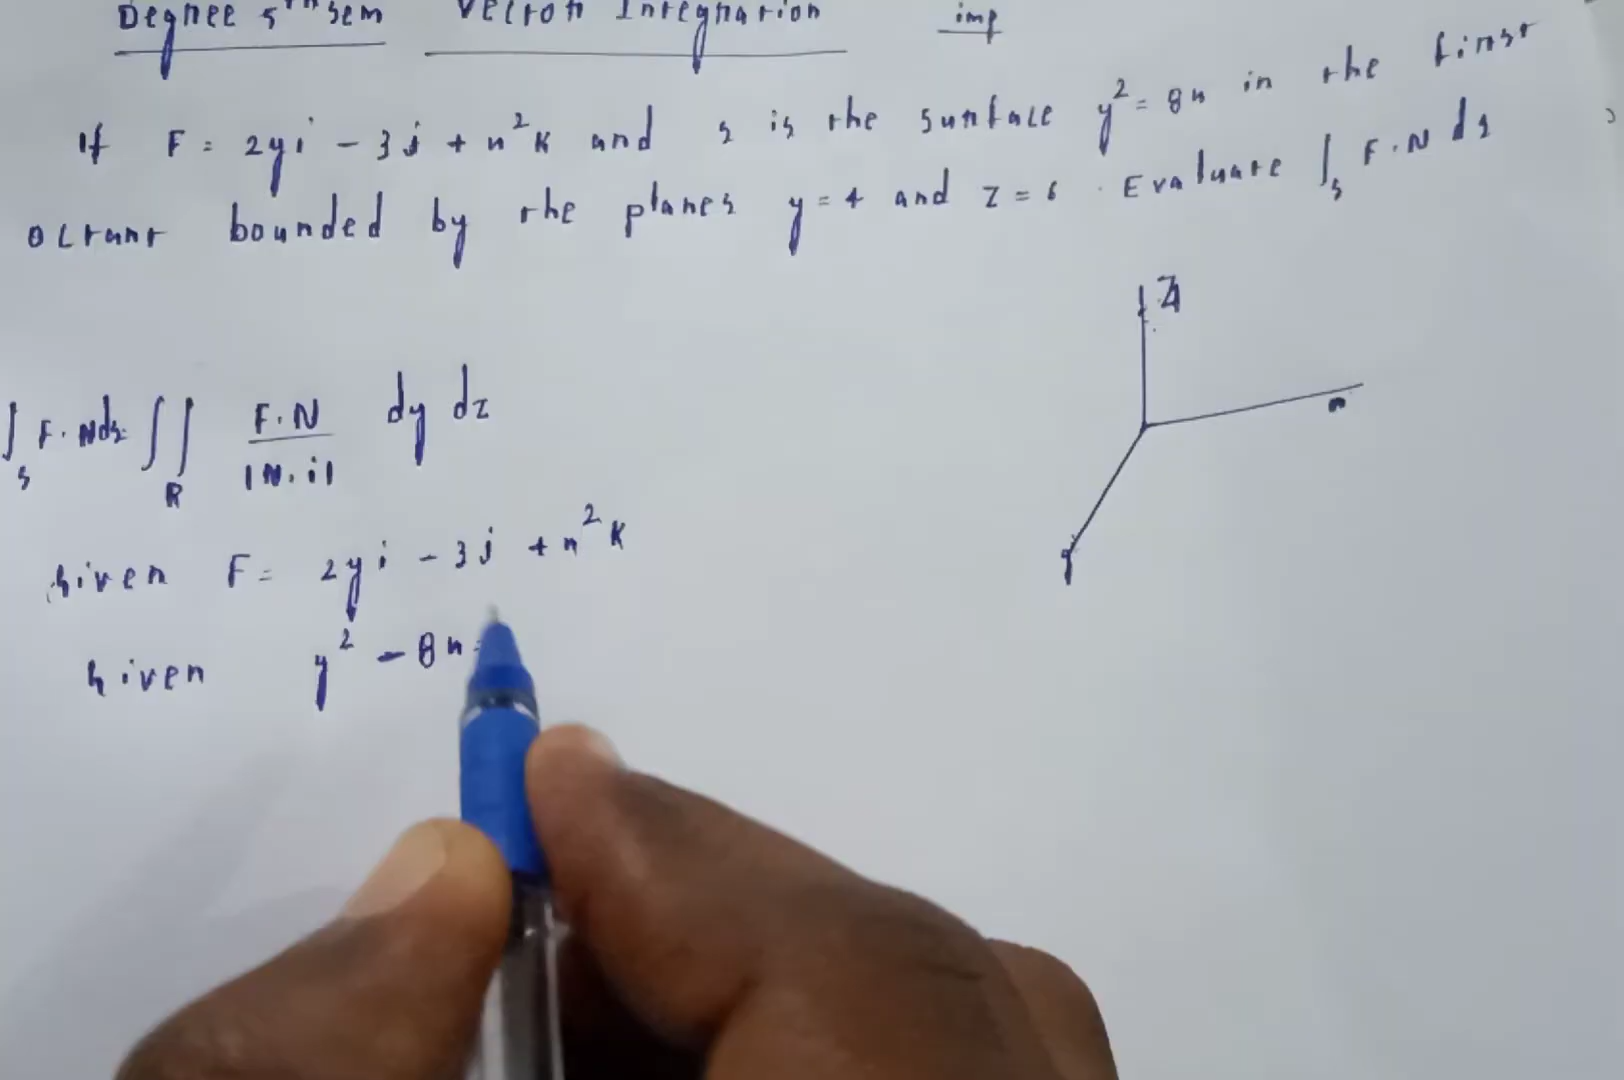 Degree 5th sem Vector Integration imp
If F = 2yi - 3j + x²k and s is the surface y² = 8x in the first
octant bounded by the planes y = 4 and z = 6 . Evaluate ∫s F.N ds
Z
x
y
∫s F.Nds = ∫∫R F.N / |N.i| dy dz
Given F = 2yi - 3j + x²k
Given y² - 8x =